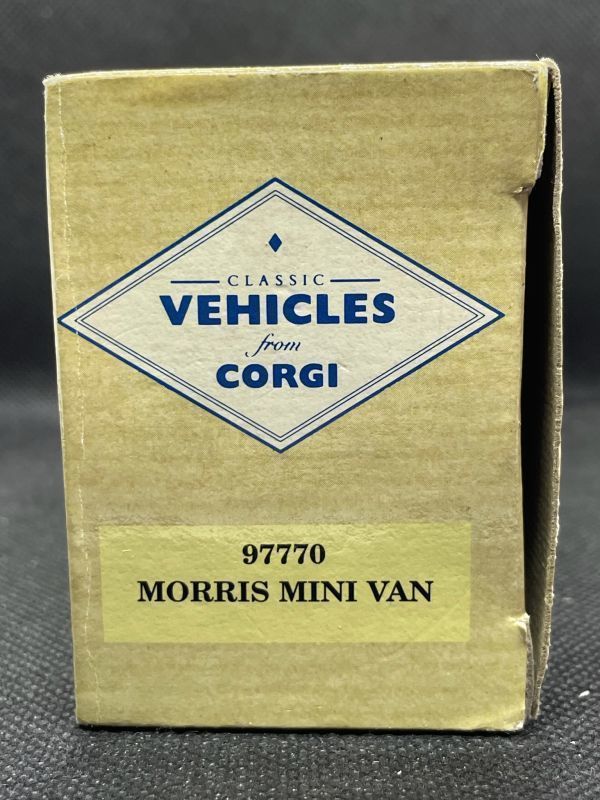 CLASSIC
VEHICLES
from
CORGI
97770
MORRIS MINI VAN